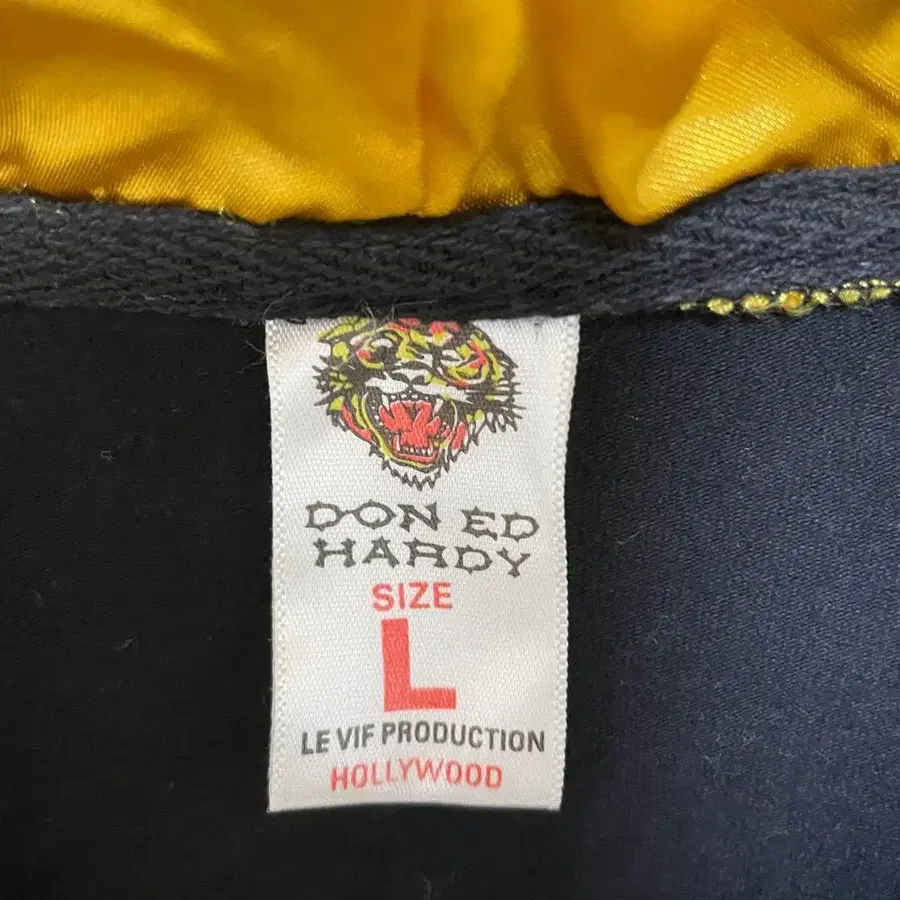 DON ED
HARDY
SIZE
L
LE VIF PRODUCTION
HOLLYWOOD